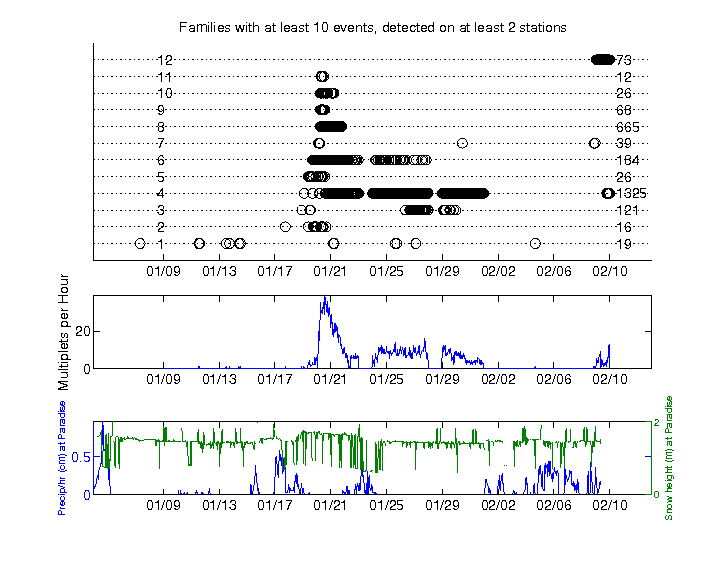 Families with at least 10 events, detected on at least 2 stations
12 73
11 12
10 26
9 68
8 665
7 39
6 184
5 26
4 1325
3 121
2 16
1 19
01/09 01/13 01/17 01/21 01/25 01/29 02/02 02/06 02/10
Multiplets per Hour
20
0
01/09 01/13 01/17 01/21 01/25 01/29 02/02 02/06 02/10
Precip/hr (cm) at Paradise
0.5
0
2
1
0
Snow height (m) at Paradise
01/09 01/13 01/17 01/21 01/25 01/29 02/02 02/06 02/10